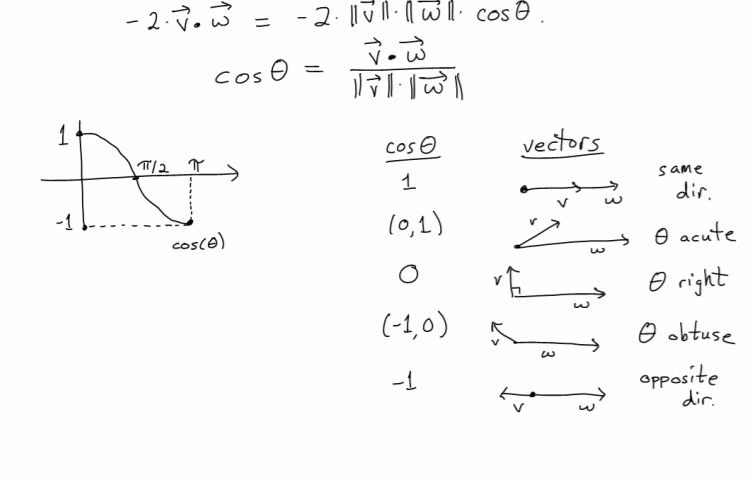 -2·v⃗•w⃗ = -2·‖v⃗‖·‖w⃗‖·cosθ.
cosθ = v⃗•w⃗ / ‖v⃗‖·‖w⃗‖
1
π/2 π
-1
cos(θ)
cosθ vectors
1 v w same dir.
(0,1) v w θ acute
0 v w θ right
(-1,0) v w θ obtuse
-1 v w opposite dir.